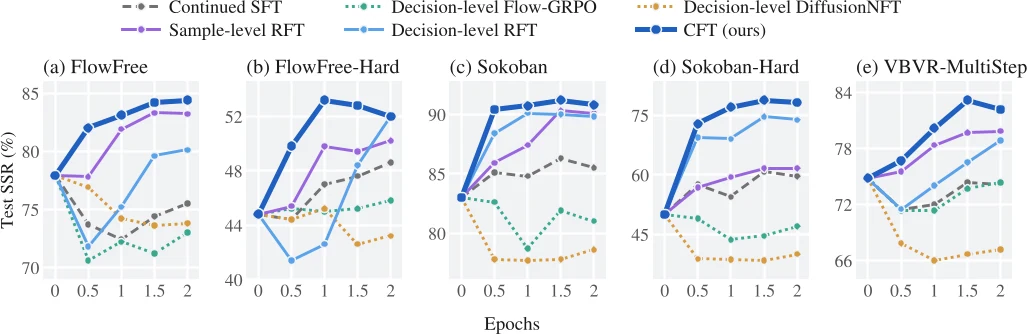 Continued SFT Decision-level Flow-GRPO Decision-level DiffusionNFT
Sample-level RFT Decision-level RFT CFT (ours)
(a) FlowFree (b) FlowFree-Hard (c) Sokoban (d) Sokoban-Hard (e) VBVR-MultiStep
Test SSR (%)
85
80
75
70
0 0.5 1 1.5 2
52
48
44
40
0 0.5 1 1.5 2
90
85
80
0 0.5 1 1.5 2
75
60
45
0 0.5 1 1.5 2
84
78
72
66
0 0.5 1 1.5 2
Epochs